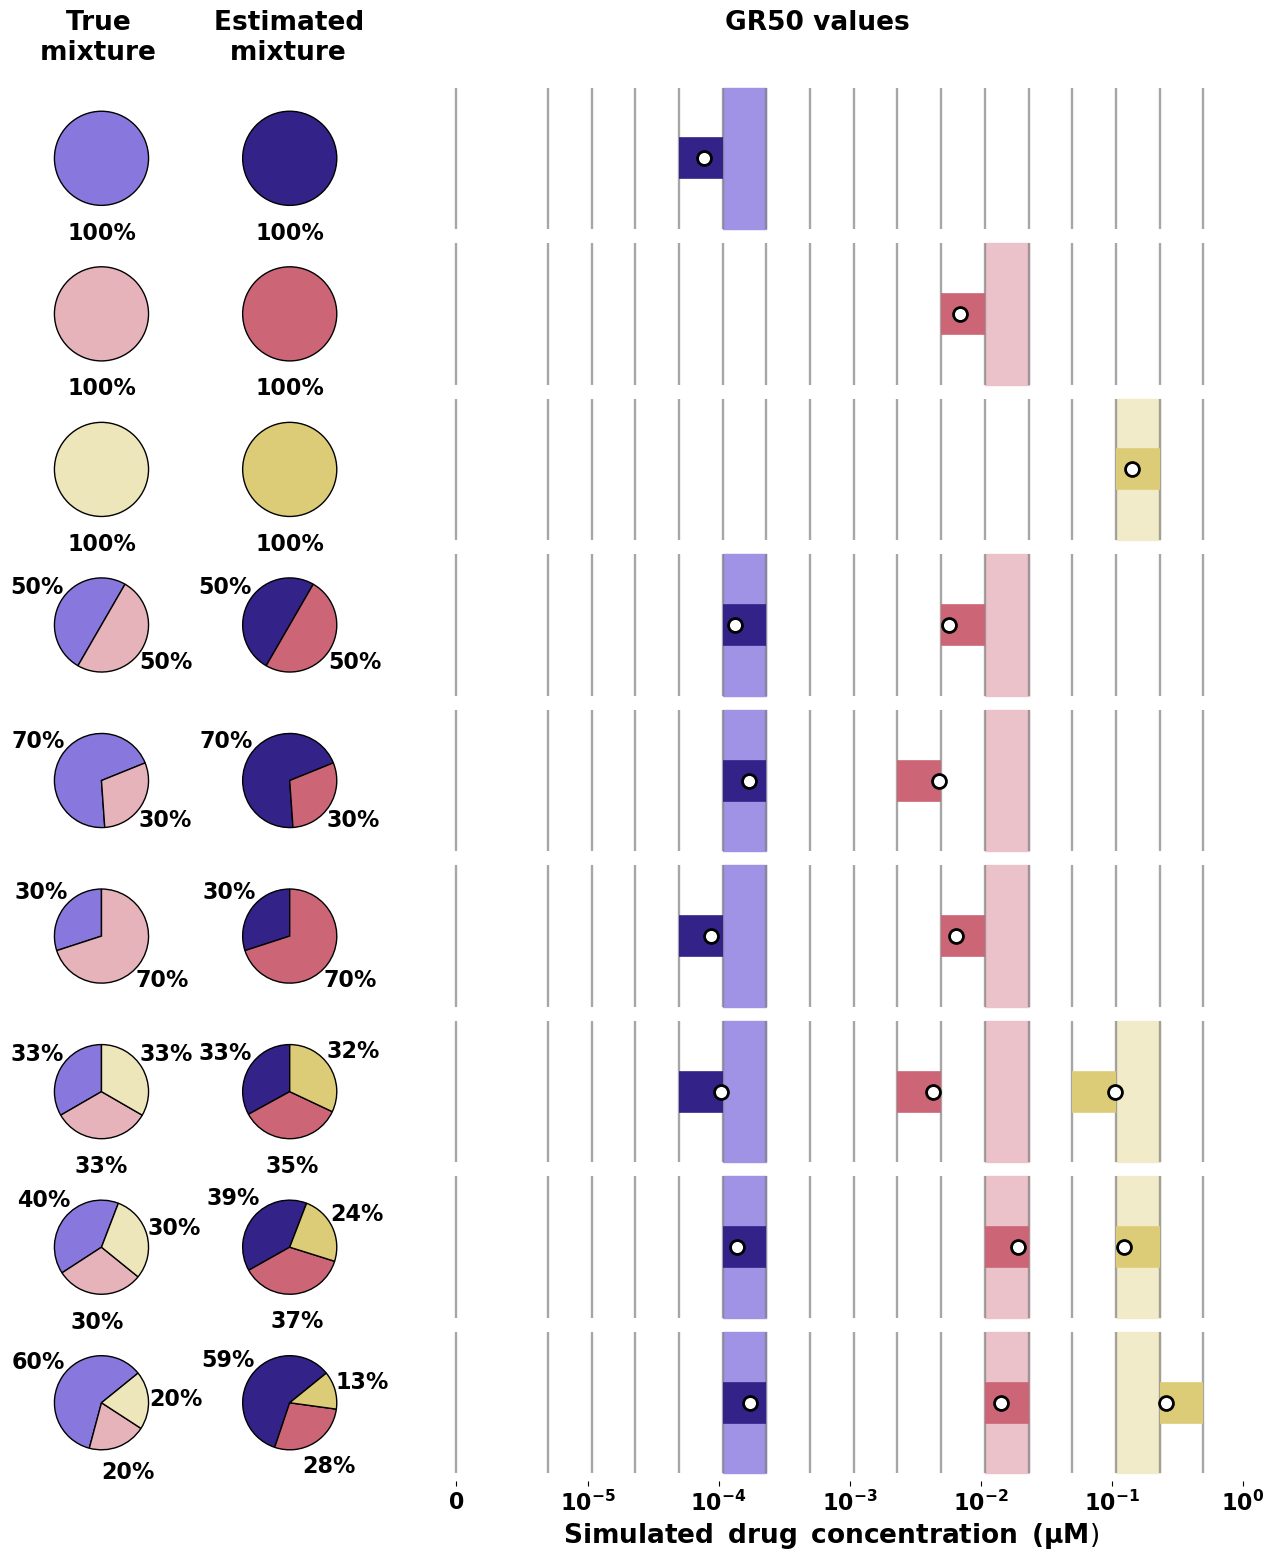 True mixture
Estimated mixture
GR50 values
100% 100%
100% 100%
100% 100%
50% 50% 50% 50%
70% 30% 70% 30%
30% 70% 30% 70%
33% 33% 33% 33% 32% 35%
40% 30% 30% 39% 24% 37%
60% 20% 20% 59% 13% 28%
0 10⁻⁵ 10⁻⁴ 10⁻³ 10⁻² 10⁻¹ 10⁰
Simulated drug concentration (μM)